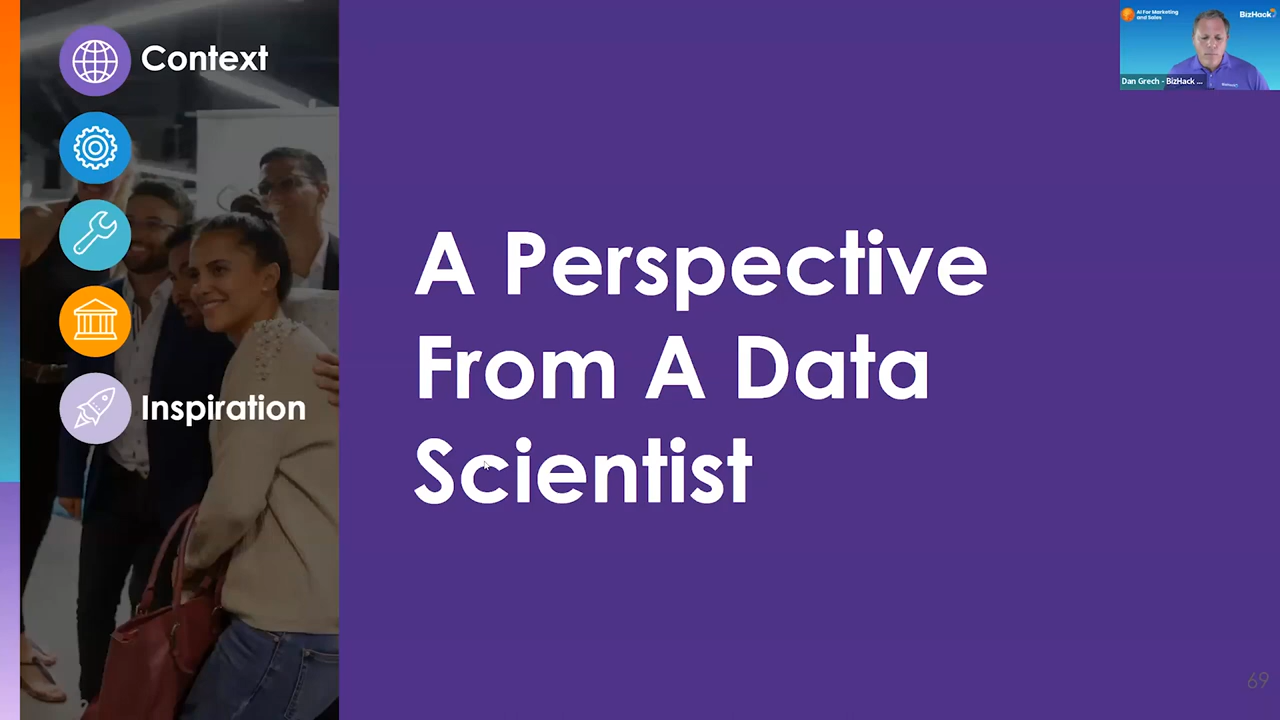 Context
Inspiration
A Perspective
From A Data
Scientist
AI For Marketing
and Sales
BizHack
Dan Grech - BizHack ...
69